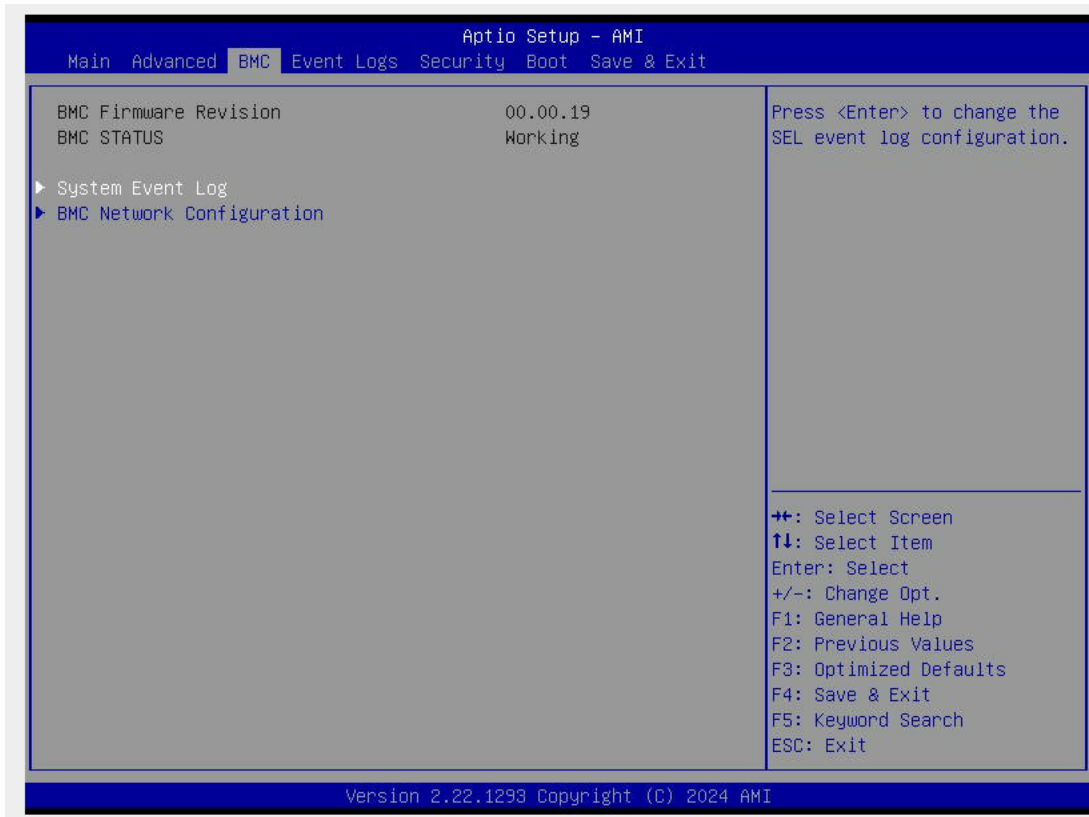 Aptio Setup – AMI
Main Advanced BMC Event Logs Security Boot Save & Exit
BMC Firmware Revision 00.00.19
BMC STATUS Working
System Event Log
BMC Network Configuration
Press <Enter> to change the
SEL event log configuration.
→←: Select Screen
↑↓: Select Item
Enter: Select
+/-: Change Opt.
F1: General Help
F2: Previous Values
F3: Optimized Defaults
F4: Save & Exit
F5: Keyword Search
ESC: Exit
Version 2.22.1293 Copyright (C) 2024 AMI